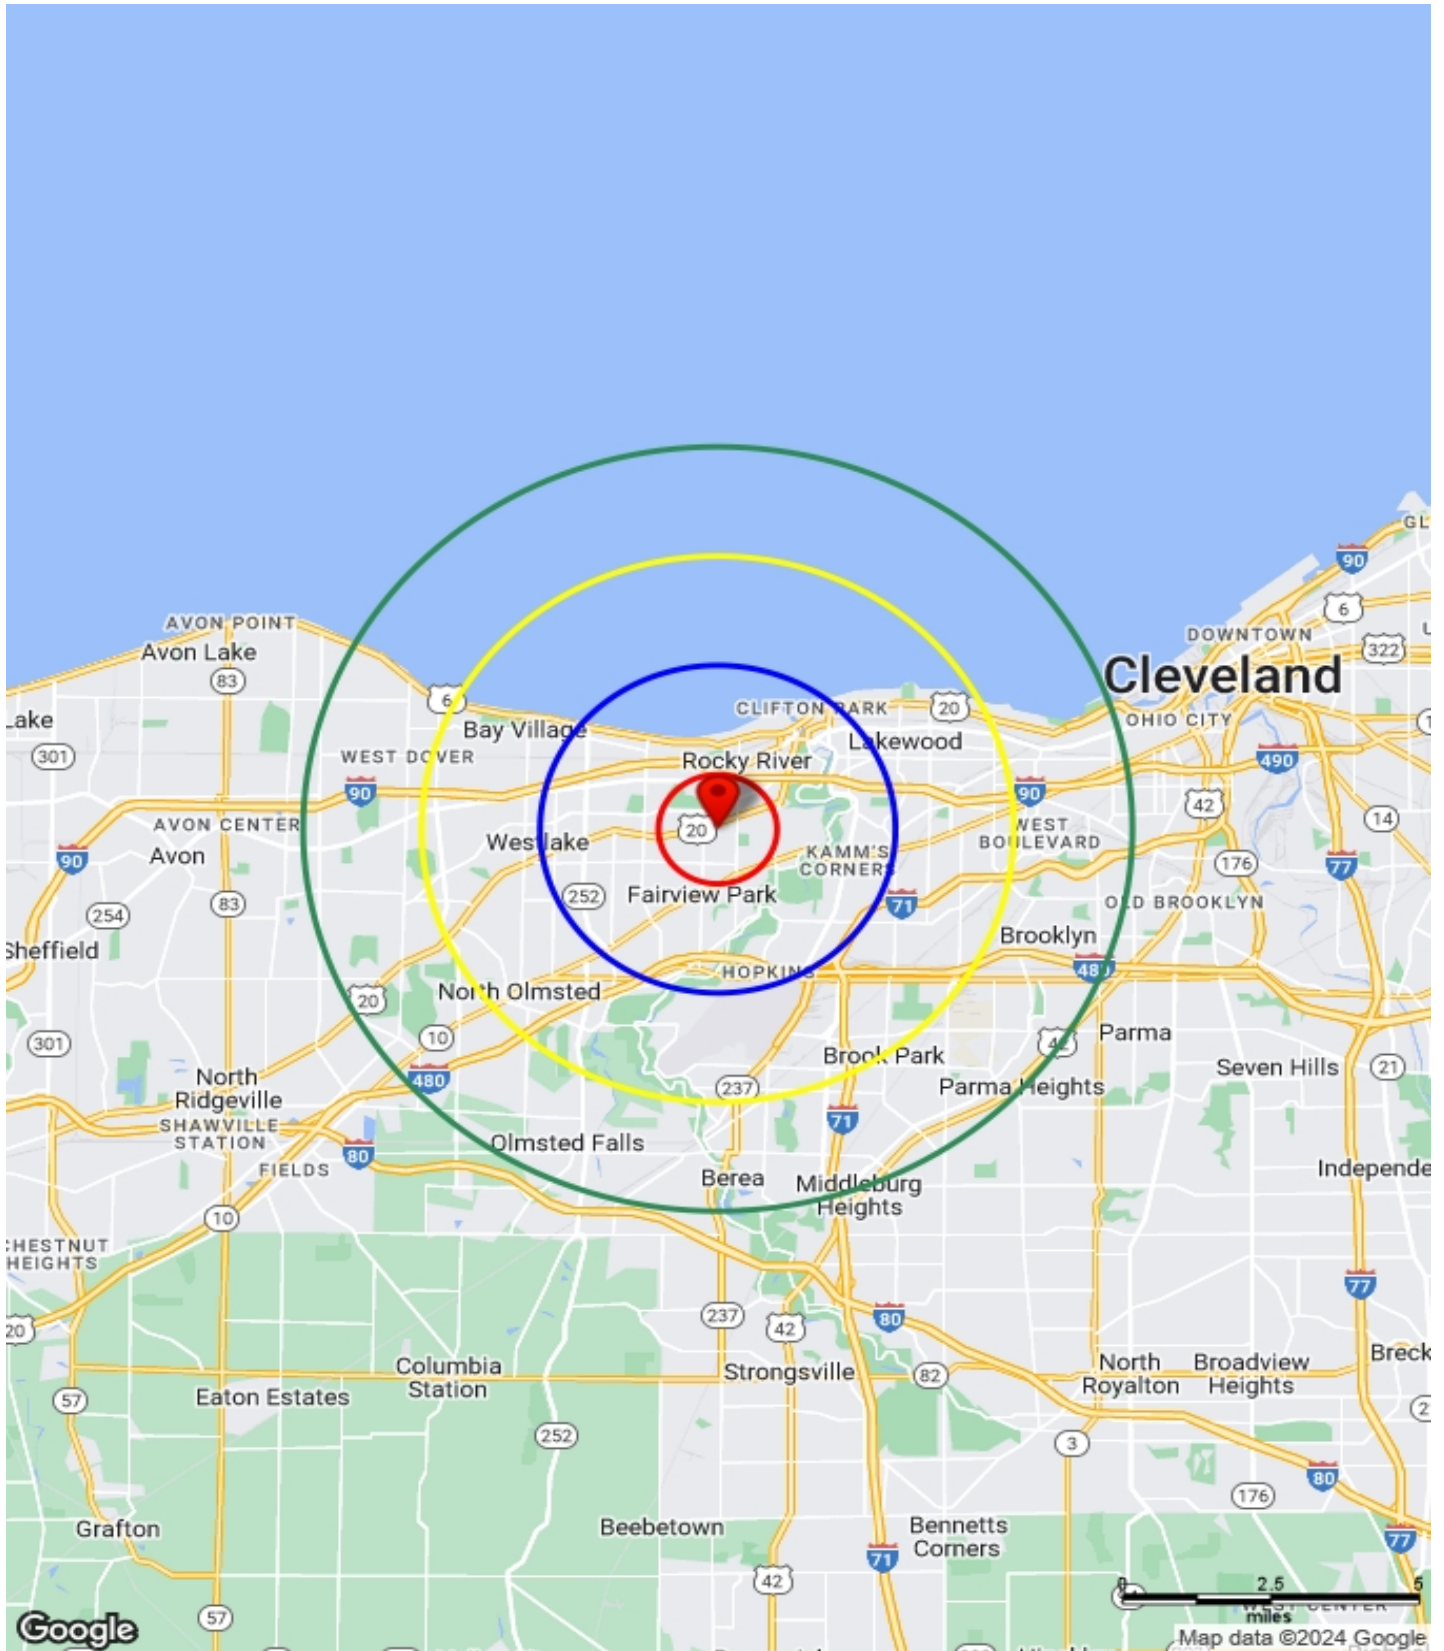 GL
90
6
DOWNTOWN
322
AVON POINT
Avon Lake
83
6
Cleveland
CLIFTON PARK
20
OHIO CITY
Lake
Bay Village
Lakewood
301
WEST DOVER
Rocky River
490
90
90
42
14
AVON CENTER
20
WEST
BOULEVARD
Westlake
Avon
90
KAMM'S
CORNERS
176
77
252
Fairview Park
83
254
71
OLD BROOKLYN
Sheffield
Brooklyn
HOPKINS
480
North Olmsted
20
10
301
42
Parma
Brook Park
Seven Hills
21
North
Ridgeville
480
237
Parma Heights
SHAWVILLE
STATION
71
Olmsted Falls
80
FIELDS
Berea
Independe
Middleburg
Heights
10
CHESTNUT
HEIGHTS
77
20
237
42
80
Columbia
Station
Strongsville
82
North
Royalton
Broadview
Heights
Breck
57
Eaton Estates
252
3
80
176
Grafton
Beebetown
Bennetts
Corners
77
71
42
2.5
5
miles
57
WEST CENTER
Google
Map data ©2024 Google